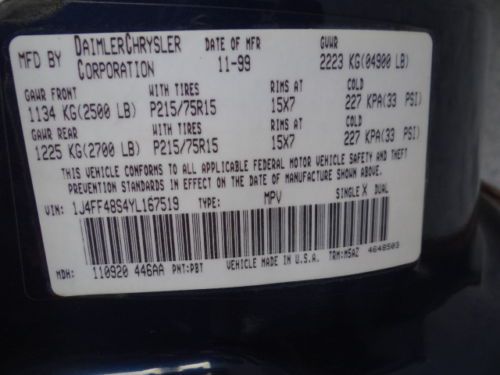 MFD BY DAIMLERCHRYSLER CORPORATION DATE OF MFR 11-99 GVWR 2223 KG(04900 LB)
GAWR FRONT WITH TIRES RIMS AT COLD
1134 KG(2500 LB) P215/75R15 15X7 227 KPA(33 PSI)
GAWR REAR WITH TIRES RIMS AT COLD
1225 KG(2700 LB) P215/75R15 15X7 227 KPA(33 PSI)
THIS VEHICLE CONFORMS TO ALL APPLICABLE FEDERAL MOTOR VEHICLE SAFETY AND THEFT
PREVENTION STANDARDS IN EFFECT ON THE DATE OF MANUFACTURE SHOWN ABOVE.
VIN: 1J4FF48S4YL167519 TYPE: MPV SINGLE X DUAL
MDH: 110920 446AA PNT:PBT VEHICLE MADE IN U.S.A. TRM:M5AZ 4648503